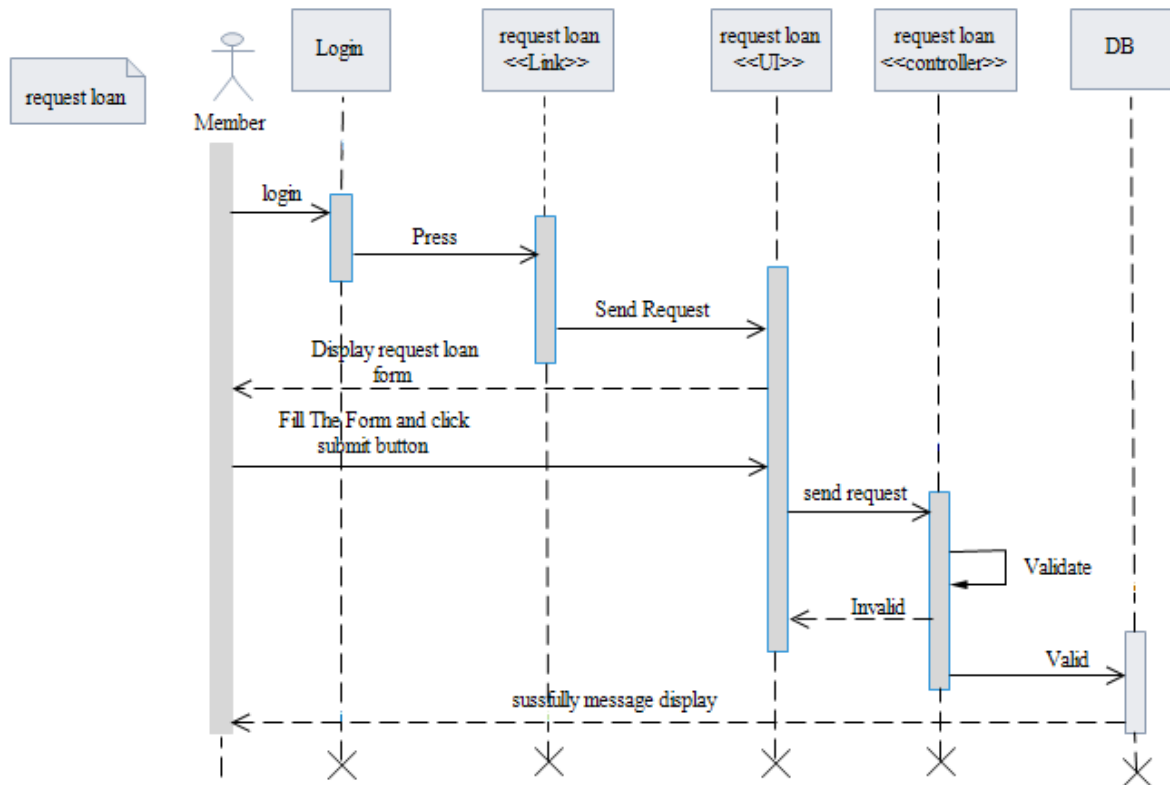 request loan
Member
Login
request loan
<<Link>>
request loan
<<UI>>
request loan
<<controller>>
DB
login
Press
Send Request
Display request loan
form
Fill The Form and click
submit button
send request
Validate
Invalid
Valid
sussfully message display